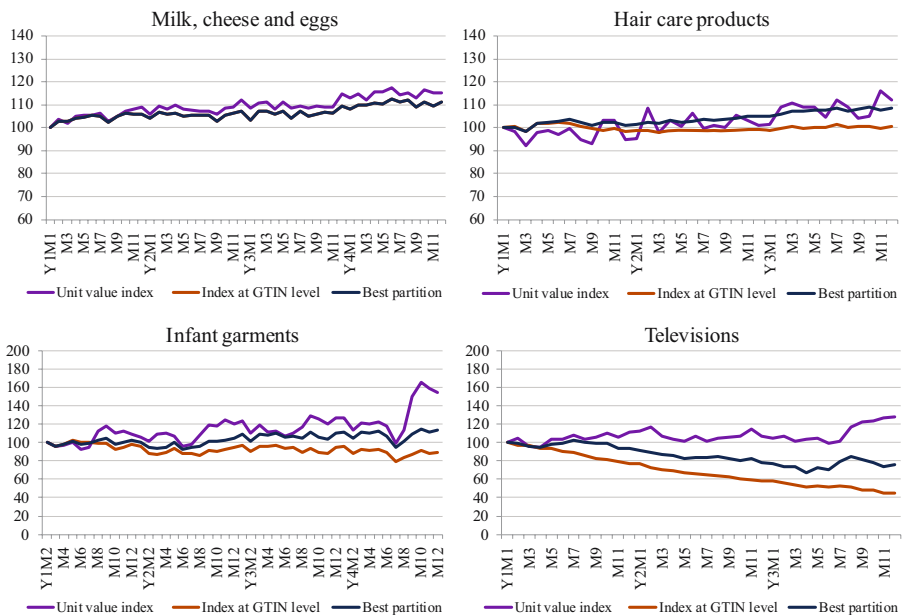 Milk, cheese and eggs
140
130
120
110
100
90
80
70
60
Y1M1
M3
M5
M7
M9
M11
Y2M11
M3
M5
M7
M9
M11
Y3M11
M3
M5
M7
M9
M11
Y4M11
M3
M5
M7
M9
M11
Unit value index Index at GTIN level Best partition
Hair care products
140
130
120
110
100
90
80
70
60
Y1M1
M3
M5
M7
M9
M11
Y2M1
M3
M5
M7
M9
M11
Y3M11
M3
M5
M7
M9
M11
Unit value index Index at GTIN level Best partition
Infant garments
200
180
160
140
120
100
80
60
40
20
0
Y1M2
M4
M6
M8
M10
M12
Y2M12
M4
M6
M8
M10
M12
Y3M12
M4
M6
M8
M10
M12
Y4M12
M4
M6
M8
M10
M12
Unit value index Index at GTIN level Best partition
Televisions
200
180
160
140
120
100
80
60
40
20
0
Y1M1
M3
M5
M7
M9
M11
Y2M1
M3
M5
M7
M9
M11
Y3M11
M3
M5
M7
M9
M11
Unit value index Index at GTIN level Best partition